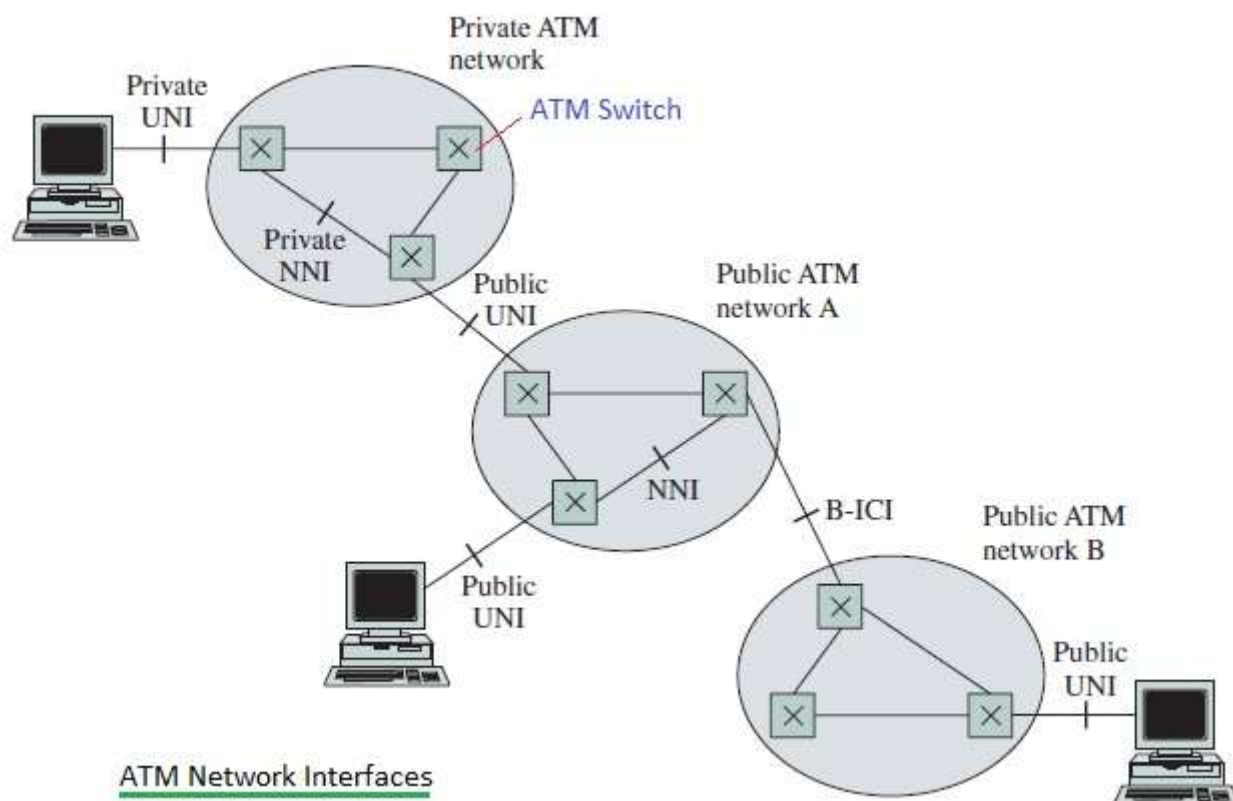 Private ATM
network
Private
UNI
ATM Switch
Private
NNI
Public
UNI
Public ATM
network A
NNI
B-ICI
Public ATM
network B
Public
UNI
Public
UNI
ATM Network Interfaces